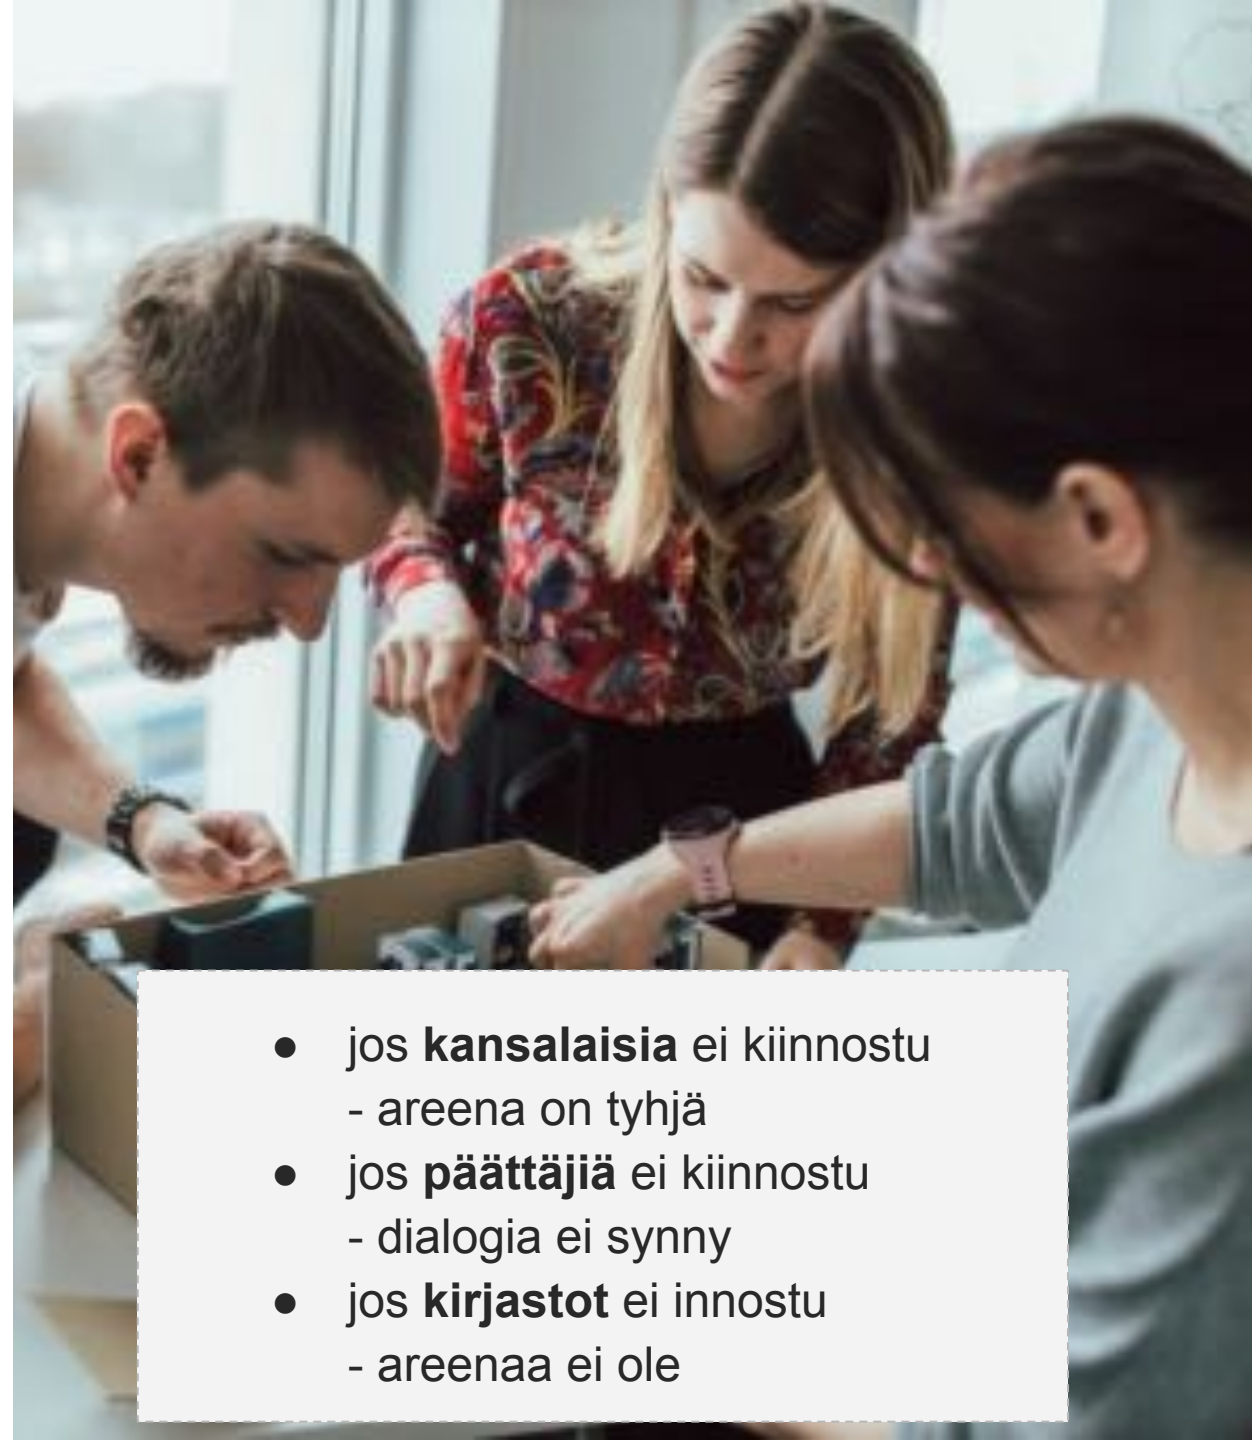 ● jos kansalaisia ei kiinnostu
- areena on tyhjä
● jos päättäjiä ei kiinnostu
- dialogia ei synny
● jos kirjastot ei innostu
- areenaa ei ole